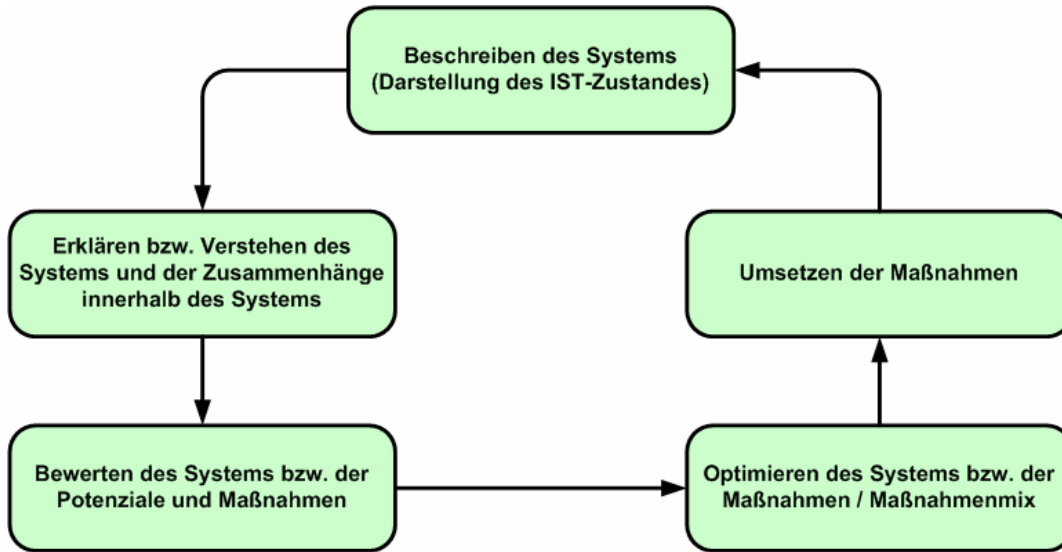 Beschreiben des Systems
(Darstellung des IST-Zustandes)
Erklären bzw. Verstehen des
Systems und der Zusammenhänge
innerhalb des Systems
Umsetzen der Maßnahmen
Bewerten des Systems bzw. der
Potenziale und Maßnahmen
Optimieren des Systems bzw. der
Maßnahmen / Maßnahmenmix